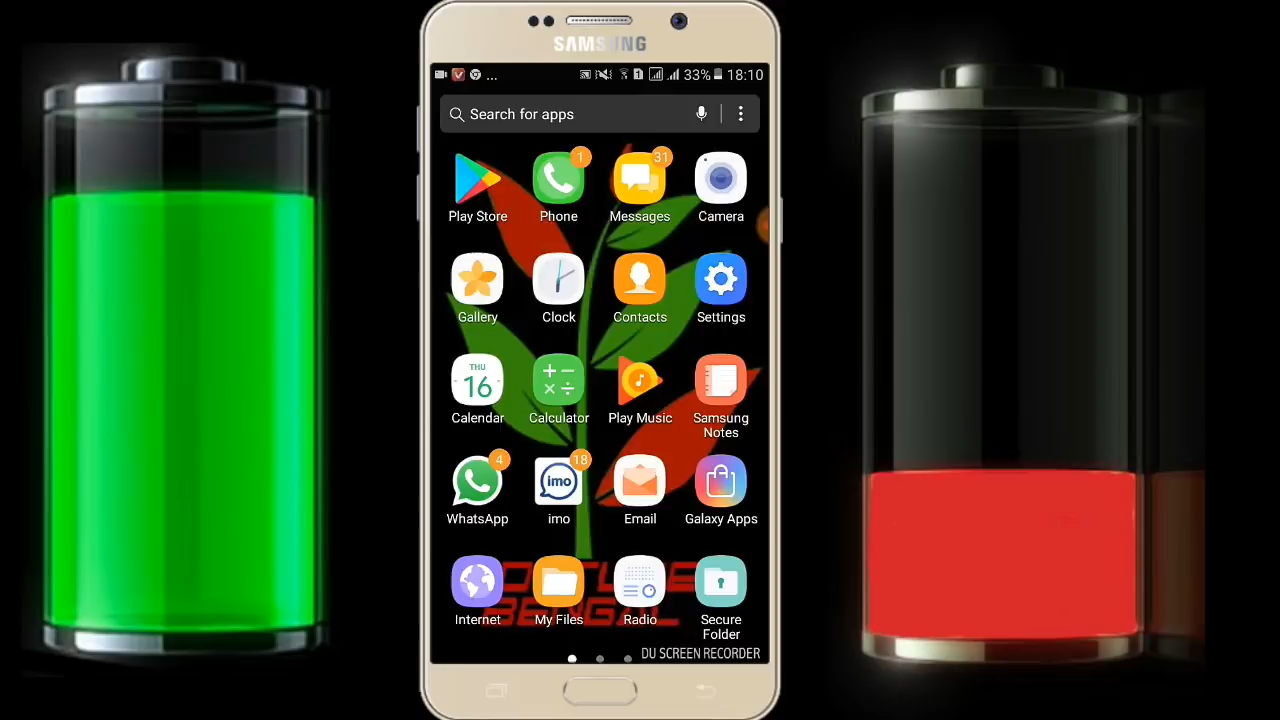 SAMSUNG
... 33% 18:10
Search for apps
1 31
Play Store Phone Messages Camera
Gallery Clock Contacts Settings
THU
16
Calendar Calculator Play Music Samsung Notes
4 18
imo
WhatsApp imo Email Galaxy Apps
BENGAL
Internet My Files Radio Secure Folder
DU SCREEN RECORDER